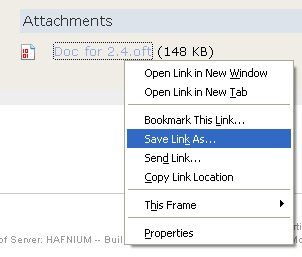 Attachments
Doc for 2.4.oft (148 KB)
Open Link in New Window
Open Link in New Tab
Bookmark This Link...
Save Link As...
Send Link...
Copy Link Location
This Frame
Properties
of Server: HAFNIUM -- Buil